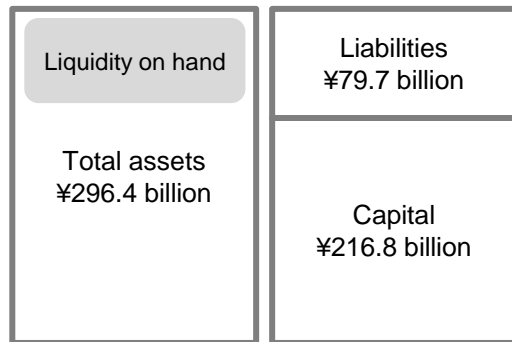 Liquidity on hand
Total assets
¥296.4 billion
Liabilities
¥79.7 billion
Capital
¥216.8 billion